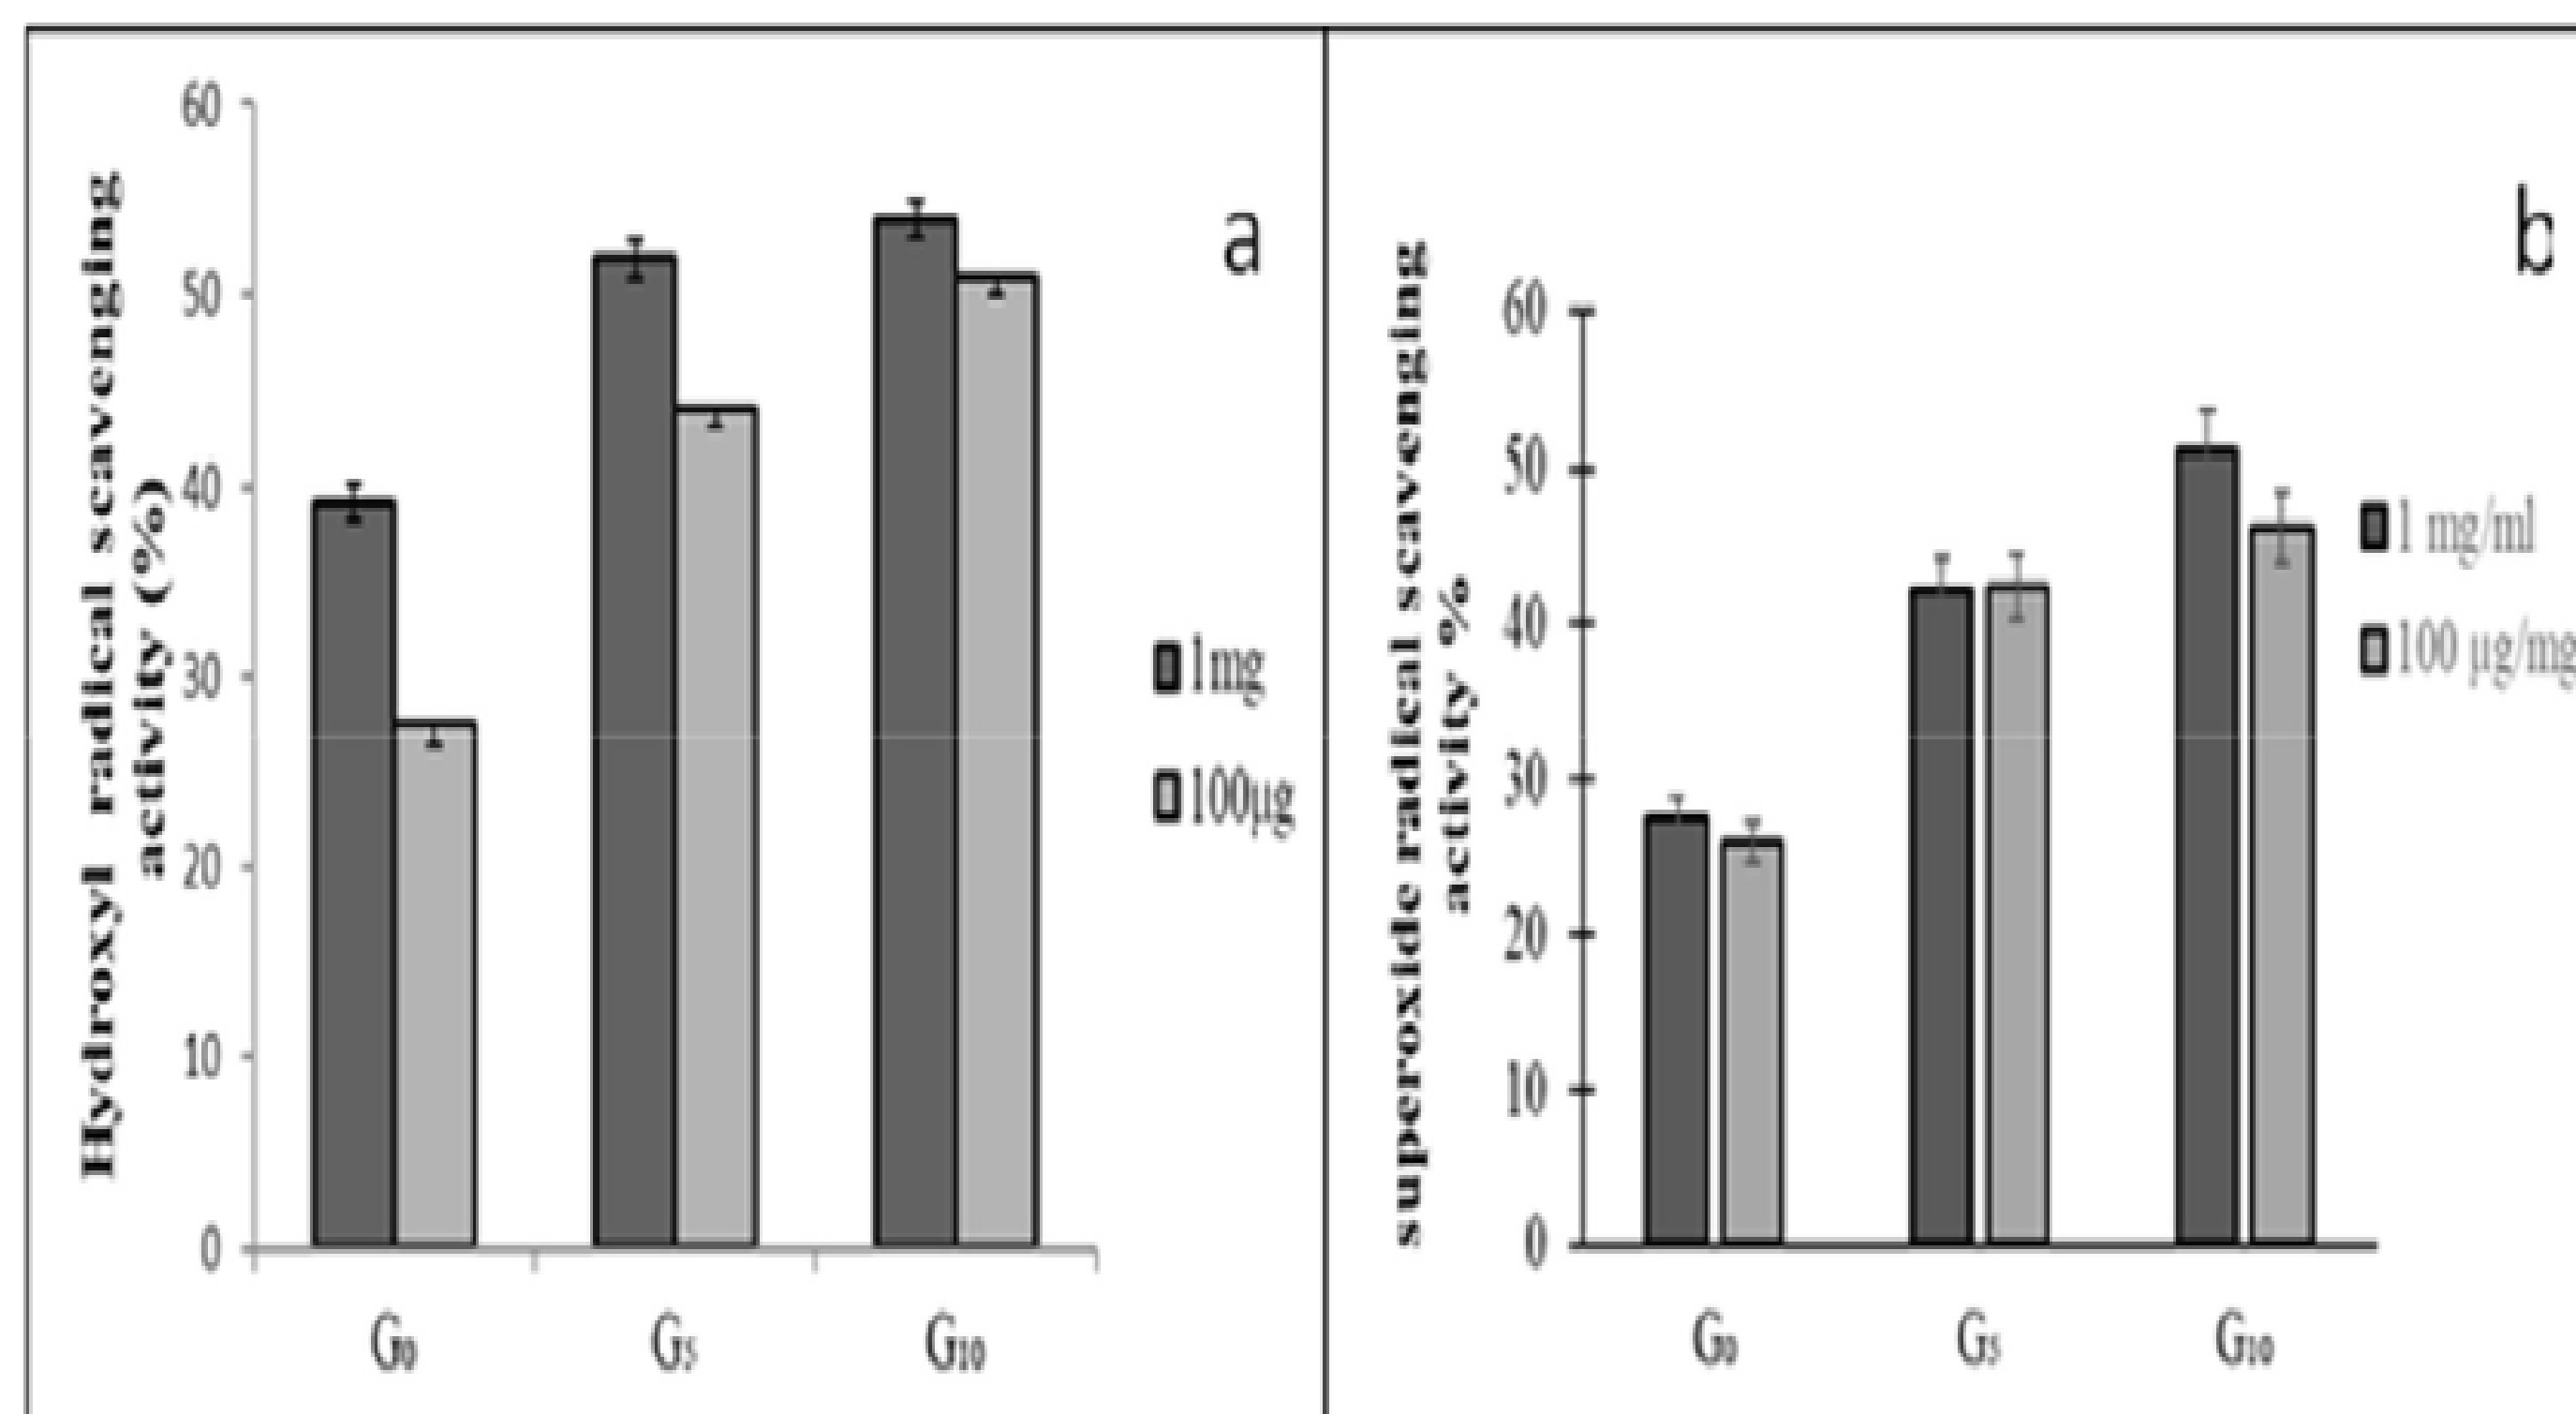 a
Hydroxyl radical scavenging
activity (%)
60
50
40
30
20
10
0
G0
G5
G10
1mg
100µg
b
superoxide radical scavenging
activity %
60
50
40
30
20
10
0
G0
G5
G10
1 mg/ml
100 µg/mg